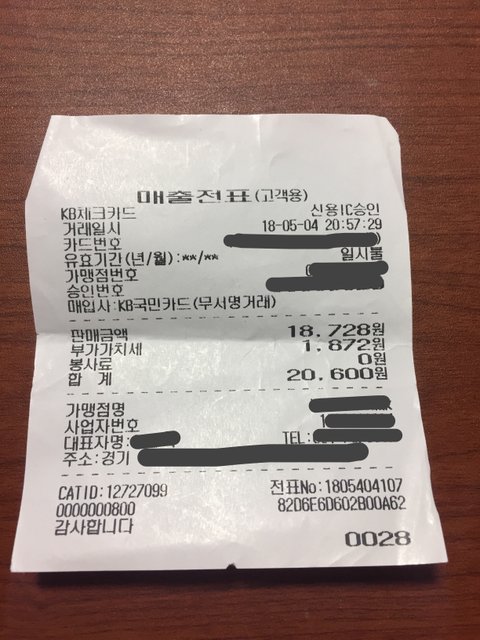 매출전표(고객용)
KB체크카드 신용IC승인
거래일시 18-05-04 20:57:29
카드번호
유효기간(년/월):**/** 일시불
가맹점번호
승인번호
매입사:KB국민카드(무서명거래)
판매금액 18,728원
부가가치세 1,872원
봉사료 0원
합 계 20,600원
가맹점명
사업자번호 1
대표자명: TEL:
주소:경기
CATID:12727099 전표No:1805404107
0000000800 82D6E6D602B00A62
감사합니다
0028